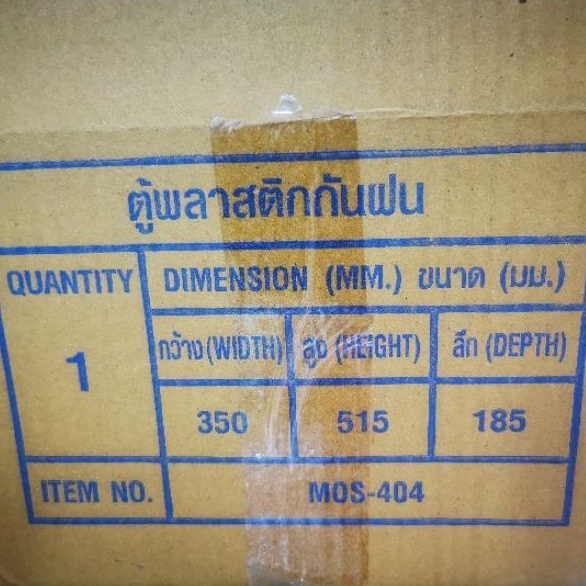 ตู้พลาสติกกันฝน
QUANTITY DIMENSION (MM.) ขนาด (มม.)
กว้าง(WIDTH) สูง (HEIGHT) ลึก (DEPTH)
1 350 515 185
ITEM NO. MOS-404